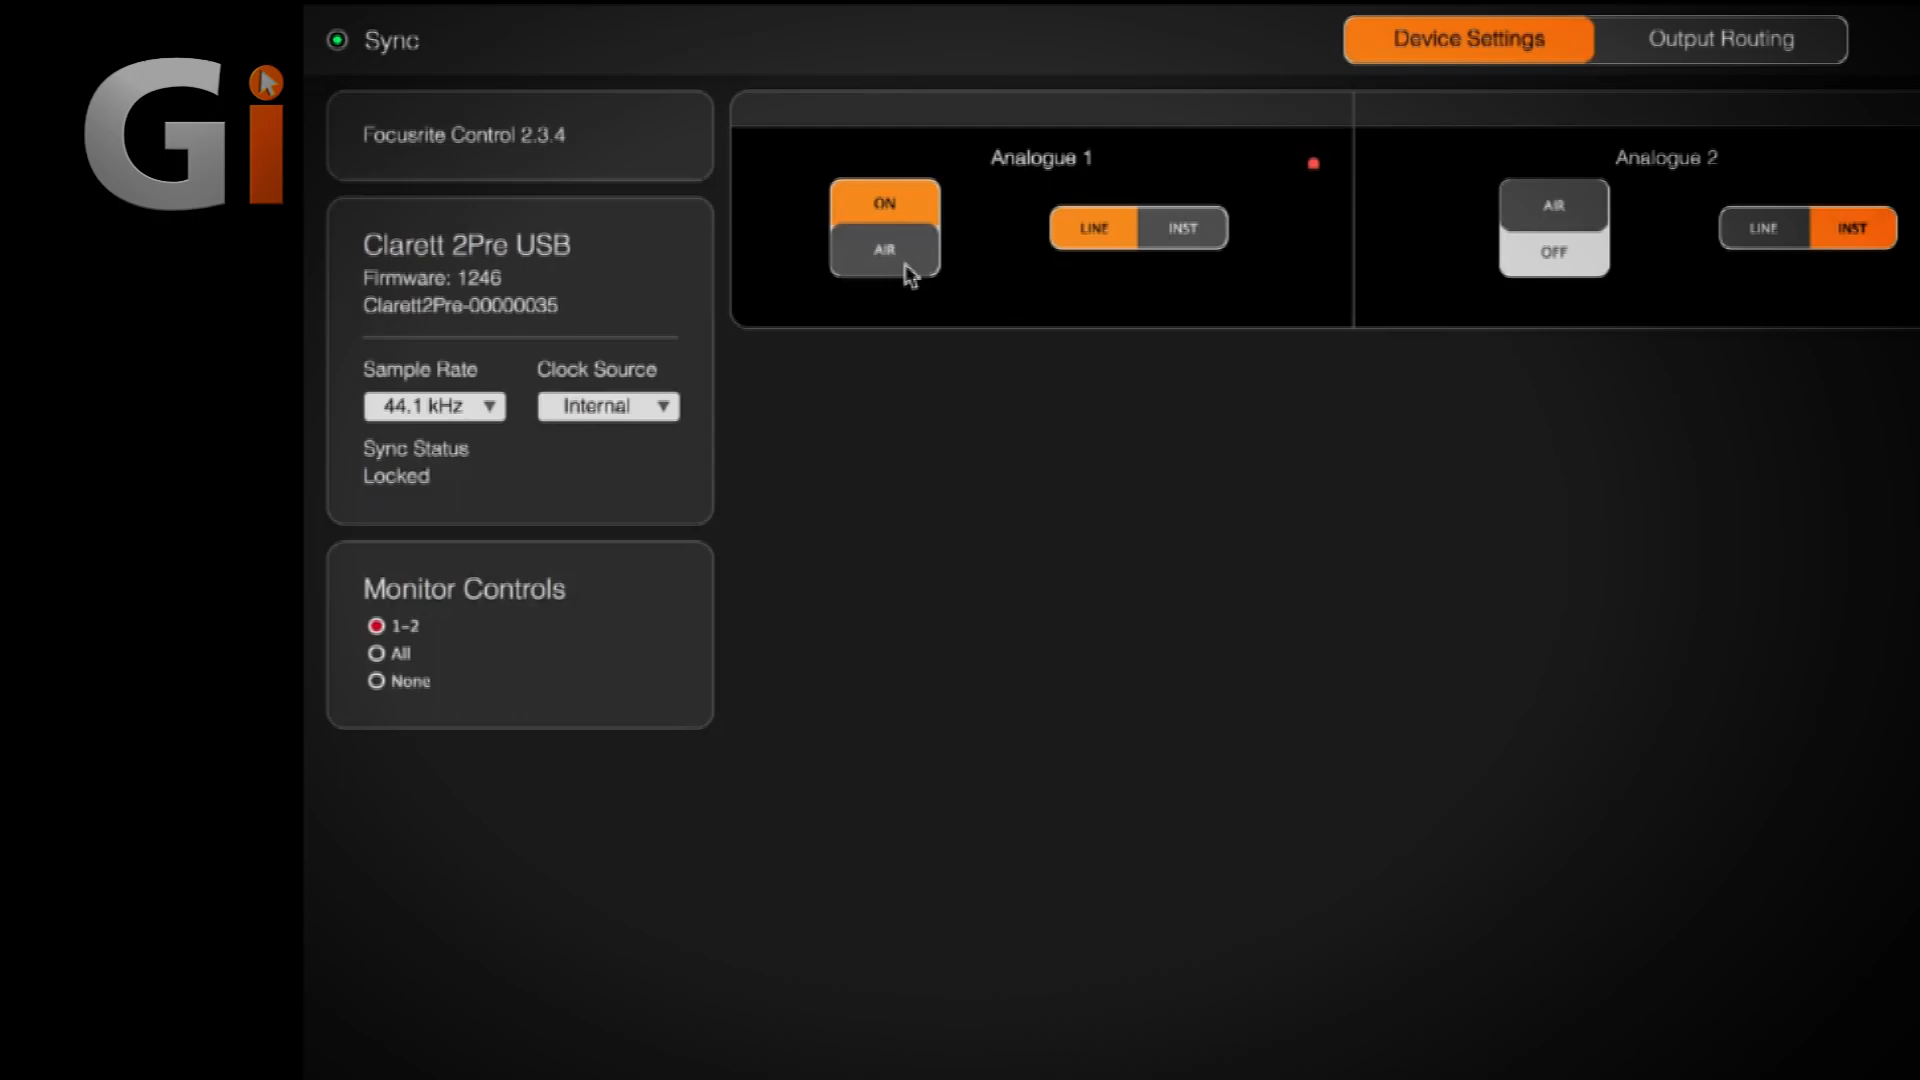 Gi
Sync
Device Settings
Output Routing
Focusrite Control 2.3.4
Clarett 2Pre USB
Firmware: 1246
Clarett2Pre-00000035
Sample Rate
Clock Source
44.1 kHz
Internal
Sync Status
Locked
Monitor Controls
1-2
All
None
Analogue 1
ON
AIR
LINE INST
Analogue 2
AIR
OFF
LINE INST